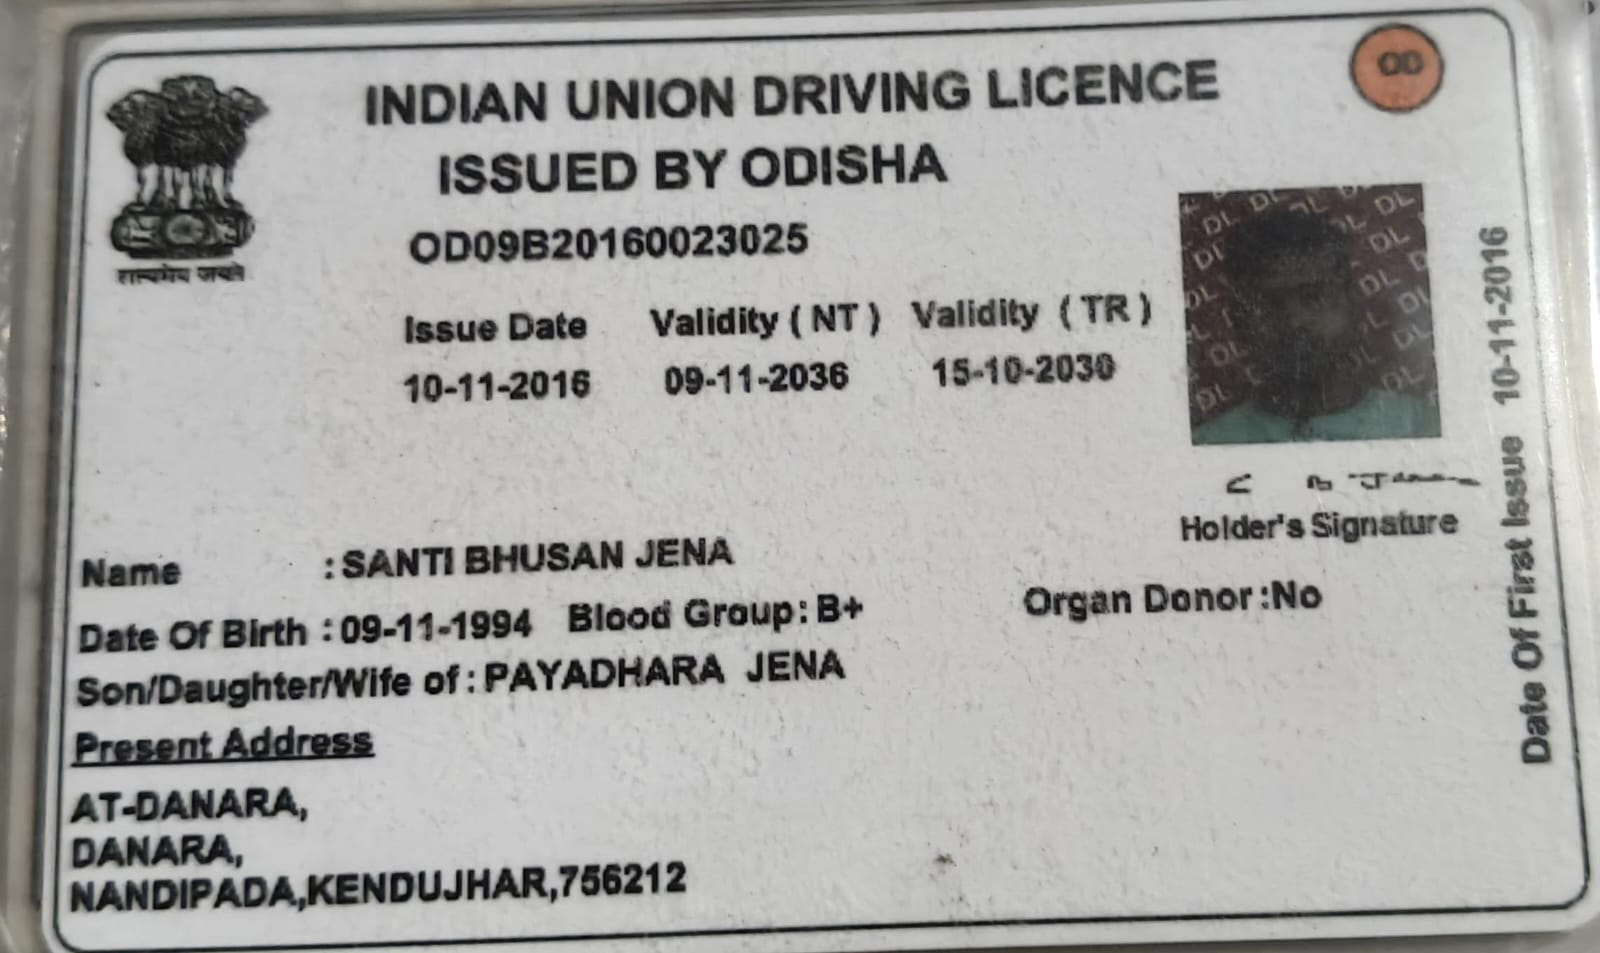 INDIAN UNION DRIVING LICENCE
OD
ISSUED BY ODISHA
OD09B20160023025
सत्यमेव जयते
Issue Date Validity ( NT ) Validity ( TR )
10-11-2016 09-11-2036 15-10-2030
Holder's Signature
Date Of First Issue 10-11-2016
Name : SANTI BHUSAN JENA
Date Of Birth : 09-11-1994 Blood Group: B+ Organ Donor :No
Son/Daughter/Wife of : PAYADHARA JENA
Present Address
AT-DANARA,
DANARA,
NANDIPADA,KENDUJHAR,756212